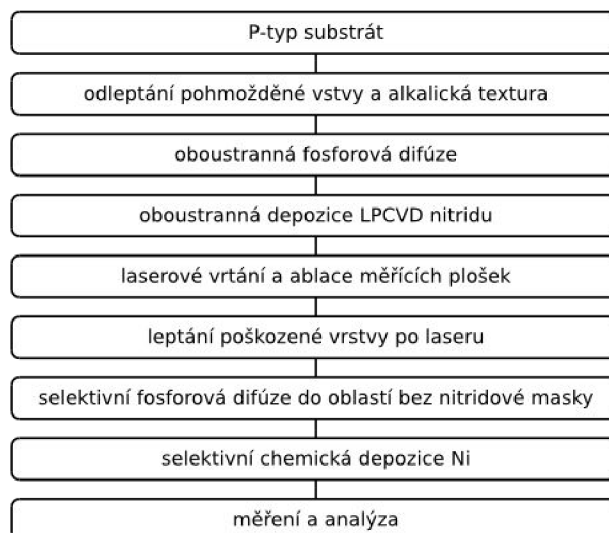 P-typ substrát
odleptání pohmožděné vstvy a alkalická textura
oboustranná fosforová difúze
oboustranná depozice LPCVD nitridu
laserové vrtání a ablace měřících plošek
leptání poškozené vrstvy po laseru
selektivní fosforová difúze do oblastí bez nitridové masky
selektivní chemická depozice Ni
měření a analýza